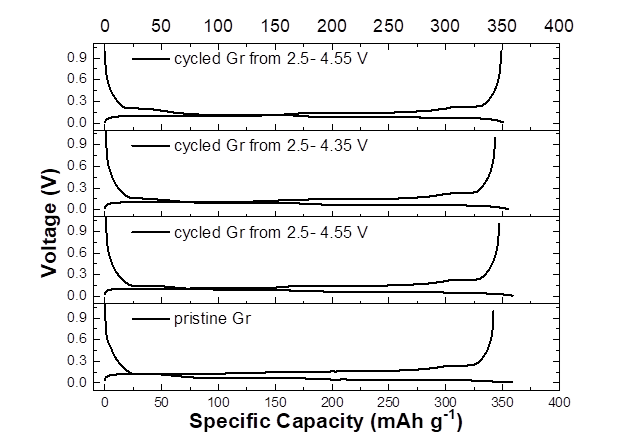 0 50 100 150 200 250 300 350 400
0.9
cycled Gr from 2.5- 4.55 V
0.6
0.3
0.0
0.9
cycled Gr from 2.5- 4.35 V
0.6
0.3
0.0
0.9
cycled Gr from 2.5- 4.55 V
0.6
0.3
0.0
0.9
pristine Gr
0.6
0.3
0.0
Voltage (V)
0 50 100 150 200 250 300 350 400
Specific Capacity (mAh g⁻¹)